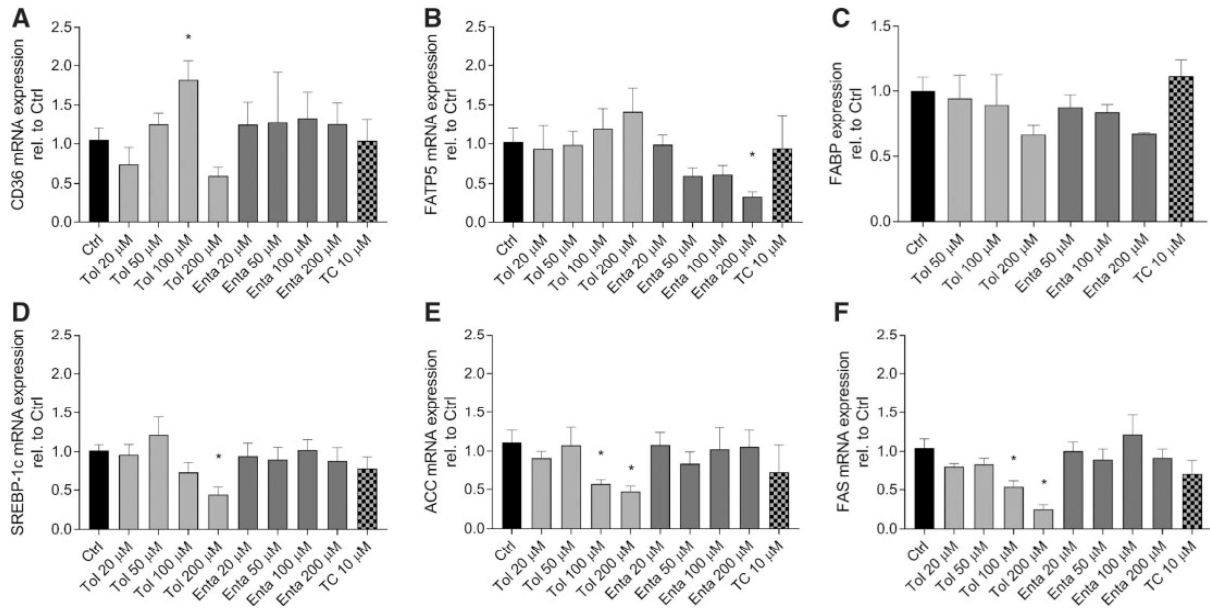 A
CD36 mRNA expression
rel. to Ctrl
2.5
2.0
1.5
1.0
0.5
0.0
*
Ctrl
Tol 20 µM
Tol 50 µM
Tol 100 µM
Tol 200 µM
Enta 20 µM
Enta 50 µM
Enta 100 µM
Enta 200 µM
TC 10 µM
B
FATP5 mRNA expression
rel. to Ctrl
2.5
2.0
1.5
1.0
0.5
0.0
*
Ctrl
Tol 20 µM
Tol 50 µM
Tol 100 µM
Tol 200 µM
Enta 20 µM
Enta 50 µM
Enta 100 µM
Enta 200 µM
TC 10 µM
C
FABP expression
rel. to Ctrl
1.5
1.0
0.5
0.0
Ctrl
Tol 50 µM
Tol 100 µM
Tol 200 µM
Enta 50 µM
Enta 100 µM
Enta 200 µM
TC 10 µM
D
SREBP-1c mRNA expression
rel. to Ctrl
2.5
2.0
1.5
1.0
0.5
0.0
*
Ctrl
Tol 20 µM
Tol 50 µM
Tol 100 µM
Tol 200 µM
Enta 20 µM
Enta 50 µM
Enta 100 µM
Enta 200 µM
TC 10 µM
E
ACC mRNA expression
rel. to Ctrl
2.5
2.0
1.5
1.0
0.5
0.0
*
*
Ctrl
Tol 20 µM
Tol 50 µM
Tol 100 µM
Tol 200 µM
Enta 20 µM
Enta 50 µM
Enta 100 µM
Enta 200 µM
TC 10 µM
F
FAS mRNA expression
rel. to Ctrl
2.5
2.0
1.5
1.0
0.5
0.0
*
*
Ctrl
Tol 20 µM
Tol 50 µM
Tol 100 µM
Tol 200 µM
Enta 20 µM
Enta 50 µM
Enta 100 µM
Enta 200 µM
TC 10 µM